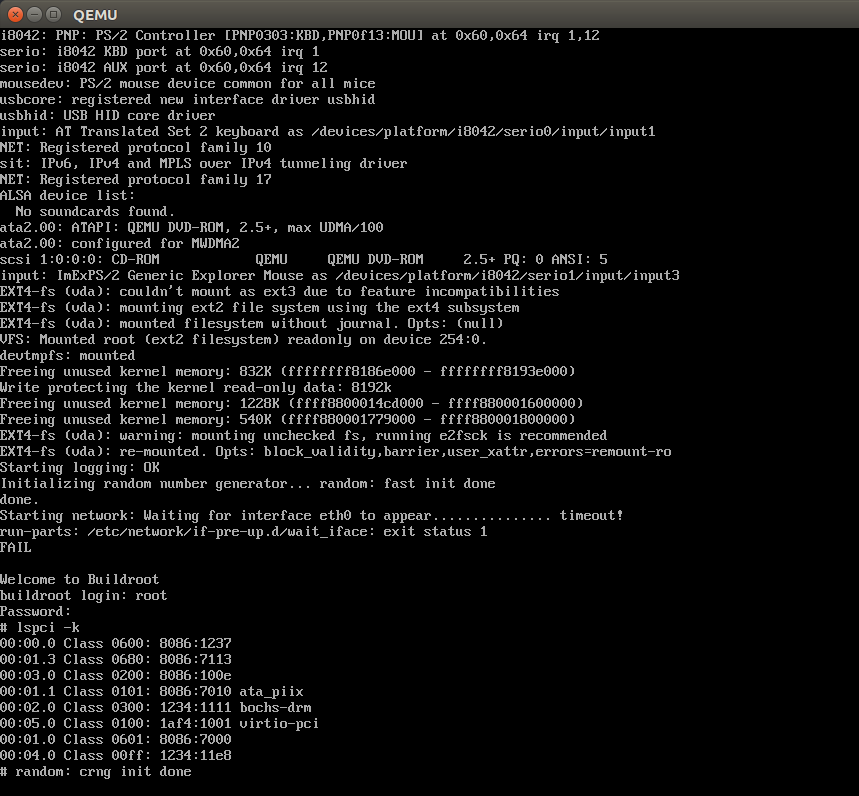 QEMU
i8042: PNP: PS/2 Controller [PNP0303:KBD,PNP0f13:MOU] at 0x60,0x64 irq 1,12
serio: i8042 KBD port at 0x60,0x64 irq 1
serio: i8042 AUX port at 0x60,0x64 irq 12
mousedev: PS/2 mouse device common for all mice
usbcore: registered new interface driver usbhid
usbhid: USB HID core driver
input: AT Translated Set 2 keyboard as /devices/platform/i8042/serio0/input/input1
NET: Registered protocol family 10
sit: IPv6, IPv4 and MPLS over IPv4 tunneling driver
NET: Registered protocol family 17
ALSA device list:
  No soundcards found.
ata2.00: ATAPI: QEMU DVD-ROM, 2.5+, max UDMA/100
ata2.00: configured for MWDMA2
scsi 1:0:0:0: CD-ROM            QEMU     QEMU DVD-ROM     2.5+ PQ: 0 ANSI: 5
input: ImExPS/2 Generic Explorer Mouse as /devices/platform/i8042/serio1/input/input3
EXT4-fs (vda): couldn't mount as ext3 due to feature incompatibilities
EXT4-fs (vda): mounting ext2 file system using the ext4 subsystem
EXT4-fs (vda): mounted filesystem without journal. Opts: (null)
VFS: Mounted root (ext2 filesystem) readonly on device 254:0.
devtmpfs: mounted
Freeing unused kernel memory: 832K (ffffffff8186e000 - ffffffff8193e000)
Write protecting the kernel read-only data: 8192k
Freeing unused kernel memory: 1228K (ffff8800014cd000 - ffff880001600000)
Freeing unused kernel memory: 540K (ffff880001779000 - ffff880001800000)
EXT4-fs (vda): warning: mounting unchecked fs, running e2fsck is recommended
EXT4-fs (vda): re-mounted. Opts: block_validity,barrier,user_xattr,errors=remount-ro
Starting logging: OK
Initializing random number generator... random: fast init done
done.
Starting network: Waiting for interface eth0 to appear............... timeout!
run-parts: /etc/network/if-pre-up.d/wait_iface: exit status 1
FAIL
Welcome to Buildroot
buildroot login: root
Password:
# lspci -k
00:00.0 Class 0600: 8086:1237
00:01.3 Class 0680: 8086:7113
00:03.0 Class 0200: 8086:100e
00:01.1 Class 0101: 8086:7010 ata_piix
00:02.0 Class 0300: 1234:1111 bochs-drm
00:05.0 Class 0100: 1af4:1001 virtio-pci
00:01.0 Class 0601: 8086:7000
00:04.0 Class 00ff: 1234:11e8
# random: crng init done